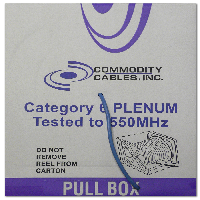 COMMODITY
CABLES, INC.
Category 6 PLENUM
Tested to 550MHz
DO NOT
REMOVE
REEL FROM
CARTON
PULL BOX